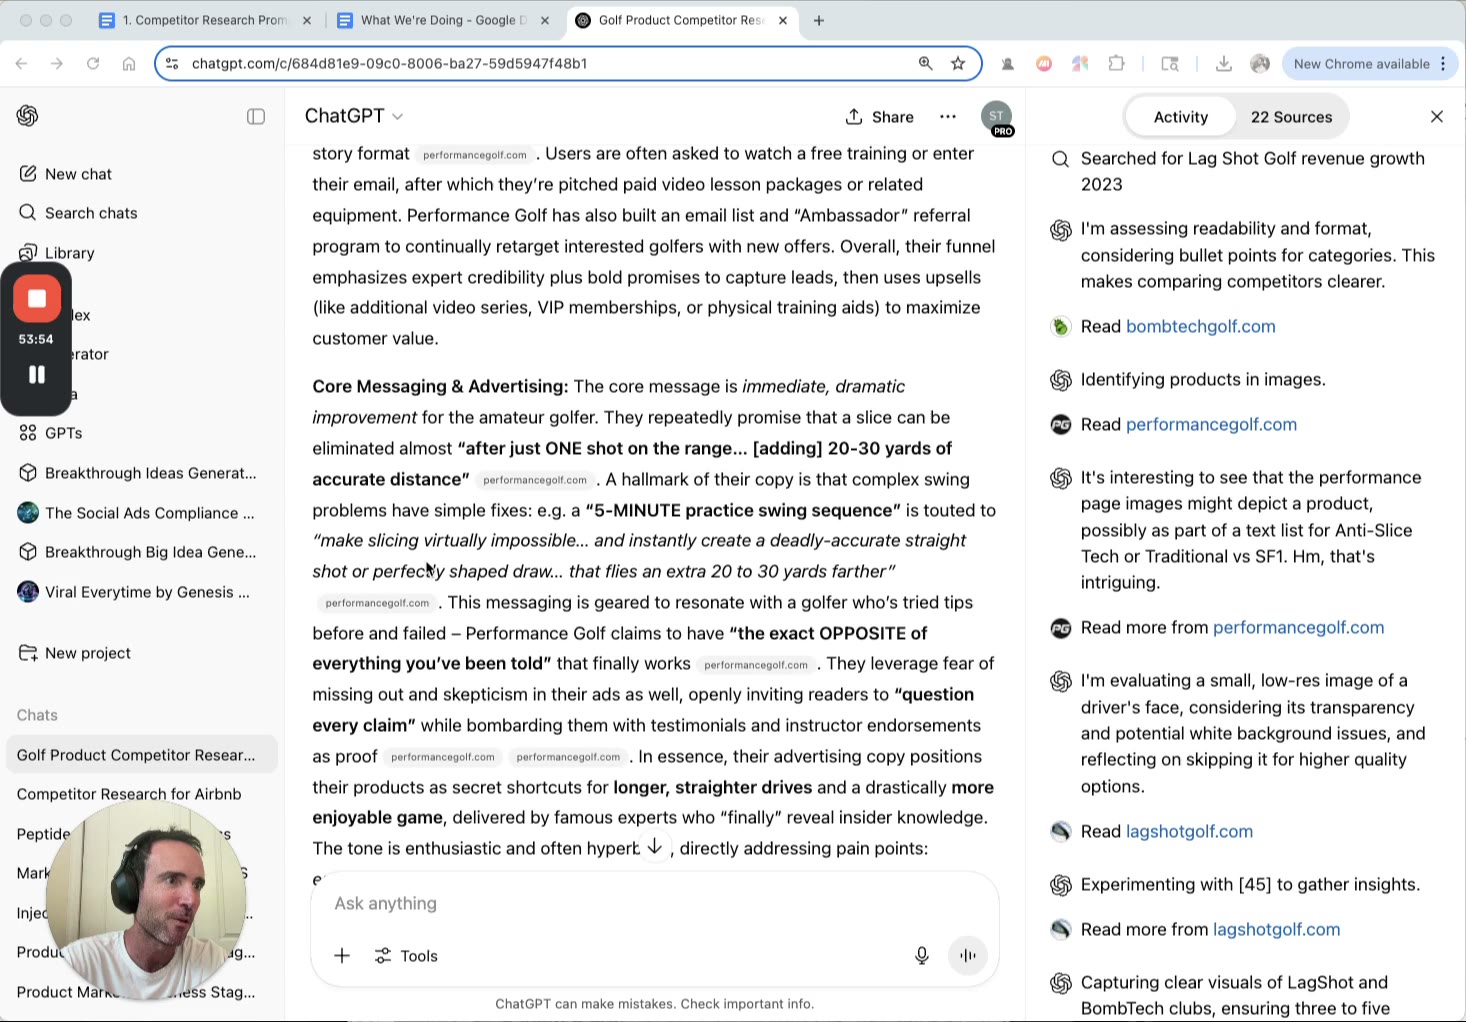 1. Competitor Research Prom
What We're Doing - Google D
Golf Product Competitor Rese
chatgpt.com/c/684d81e9-09c0-8006-ba27-59d5947f48b1
New Chrome available
New chat
Search chats
Library
ex
erator
a
53:54
GPTs
Breakthrough Ideas Generat...
The Social Ads Compliance ...
Breakthrough Big Idea Gene...
Viral Everytime by Genesis ...
New project
Chats
Golf Product Competitor Resear...
Competitor Research for Airbnb
Peptide s
Mark S
Injec ..
Produ ag...
Product Mark ess Stag...
ChatGPT
Share
ST
PRO
story format performancegolf.com . Users are often asked to watch a free training or enter
their email, after which they’re pitched paid video lesson packages or related
equipment. Performance Golf has also built an email list and “Ambassador” referral
program to continually retarget interested golfers with new offers. Overall, their funnel
emphasizes expert credibility plus bold promises to capture leads, then uses upsells
(like additional video series, VIP memberships, or physical training aids) to maximize
customer value.
Core Messaging & Advertising: The core message is immediate, dramatic
improvement for the amateur golfer. They repeatedly promise that a slice can be
eliminated almost “after just ONE shot on the range... [adding] 20-30 yards of
accurate distance” performancegolf.com . A hallmark of their copy is that complex swing
problems have simple fixes: e.g. a “5-MINUTE practice swing sequence” is touted to
“make slicing virtually impossible... and instantly create a deadly-accurate straight
shot or perfectly shaped draw... that flies an extra 20 to 30 yards farther”
performancegolf.com . This messaging is geared to resonate with a golfer who’s tried tips
before and failed – Performance Golf claims to have “the exact OPPOSITE of
everything you’ve been told” that finally works performancegolf.com . They leverage fear of
missing out and skepticism in their ads as well, openly inviting readers to “question
every claim” while bombarding them with testimonials and instructor endorsements
as proof performancegolf.com performancegolf.com . In essence, their advertising copy positions
their products as secret shortcuts for longer, straighter drives and a drastically more
enjoyable game, delivered by famous experts who “finally” reveal insider knowledge.
The tone is enthusiastic and often hyperb , directly addressing pain points:
Ask anything
Tools
ChatGPT can make mistakes. Check important info.
Activity
22 Sources
Searched for Lag Shot Golf revenue growth
2023
I'm assessing readability and format,
considering bullet points for categories. This
makes comparing competitors clearer.
Read bombtechgolf.com
Identifying products in images.
PG Read performancegolf.com
It's interesting to see that the performance
page images might depict a product,
possibly as part of a text list for Anti-Slice
Tech or Traditional vs SF1. Hm, that's
intriguing.
PG Read more from performancegolf.com
I'm evaluating a small, low-res image of a
driver's face, considering its transparency
and potential white background issues, and
reflecting on skipping it for higher quality
options.
Read lagshotgolf.com
Experimenting with [45] to gather insights.
Read more from lagshotgolf.com
Capturing clear visuals of LagShot and
BombTech clubs, ensuring three to five